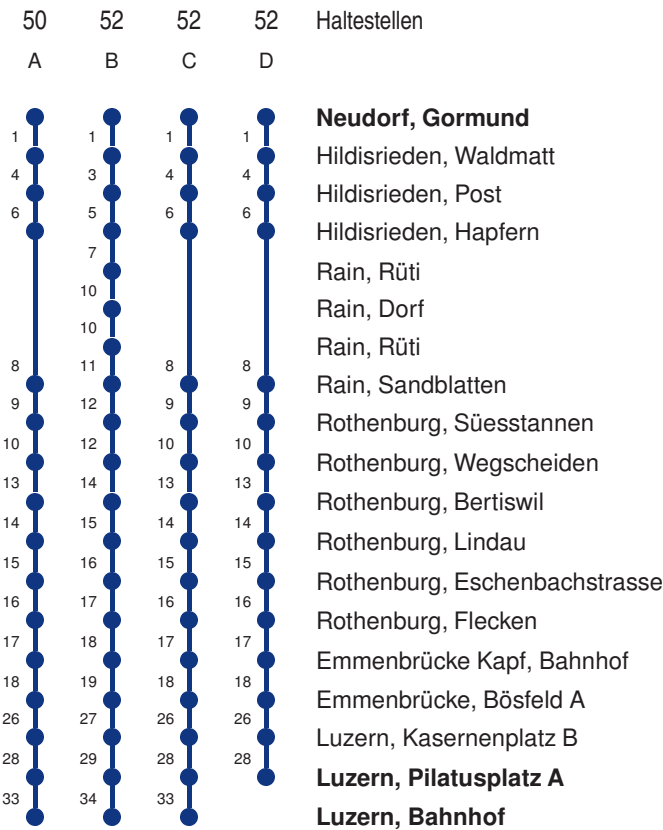 50 52 52 52 Haltestellen
A B C D
Neudorf, Gormund
1 1 1 1
Hildisrieden, Waldmatt
4 3 4 4
Hildisrieden, Post
6 5 6 6
Hildisrieden, Hapfern
7
Rain, Rüti
10
Rain, Dorf
10
Rain, Rüti
8 11 8 8
Rain, Sandblatten
9 12 9 9
Rothenburg, Süesstannen
10 12 10 10
Rothenburg, Wegscheiden
13 14 13 13
Rothenburg, Bertiswil
14 15 14 14
Rothenburg, Lindau
15 16 15 15
Rothenburg, Eschenbachstrasse
16 17 16 16
Rothenburg, Flecken
17 18 17 17
Emmenbrücke Kapf, Bahnhof
18 19 18 18
Emmenbrücke, Bösfeld A
26 27 26 26
Luzern, Kasernenplatz B
28 29 28 28
Luzern, Pilatusplatz A
33 34 33
Luzern, Bahnhof